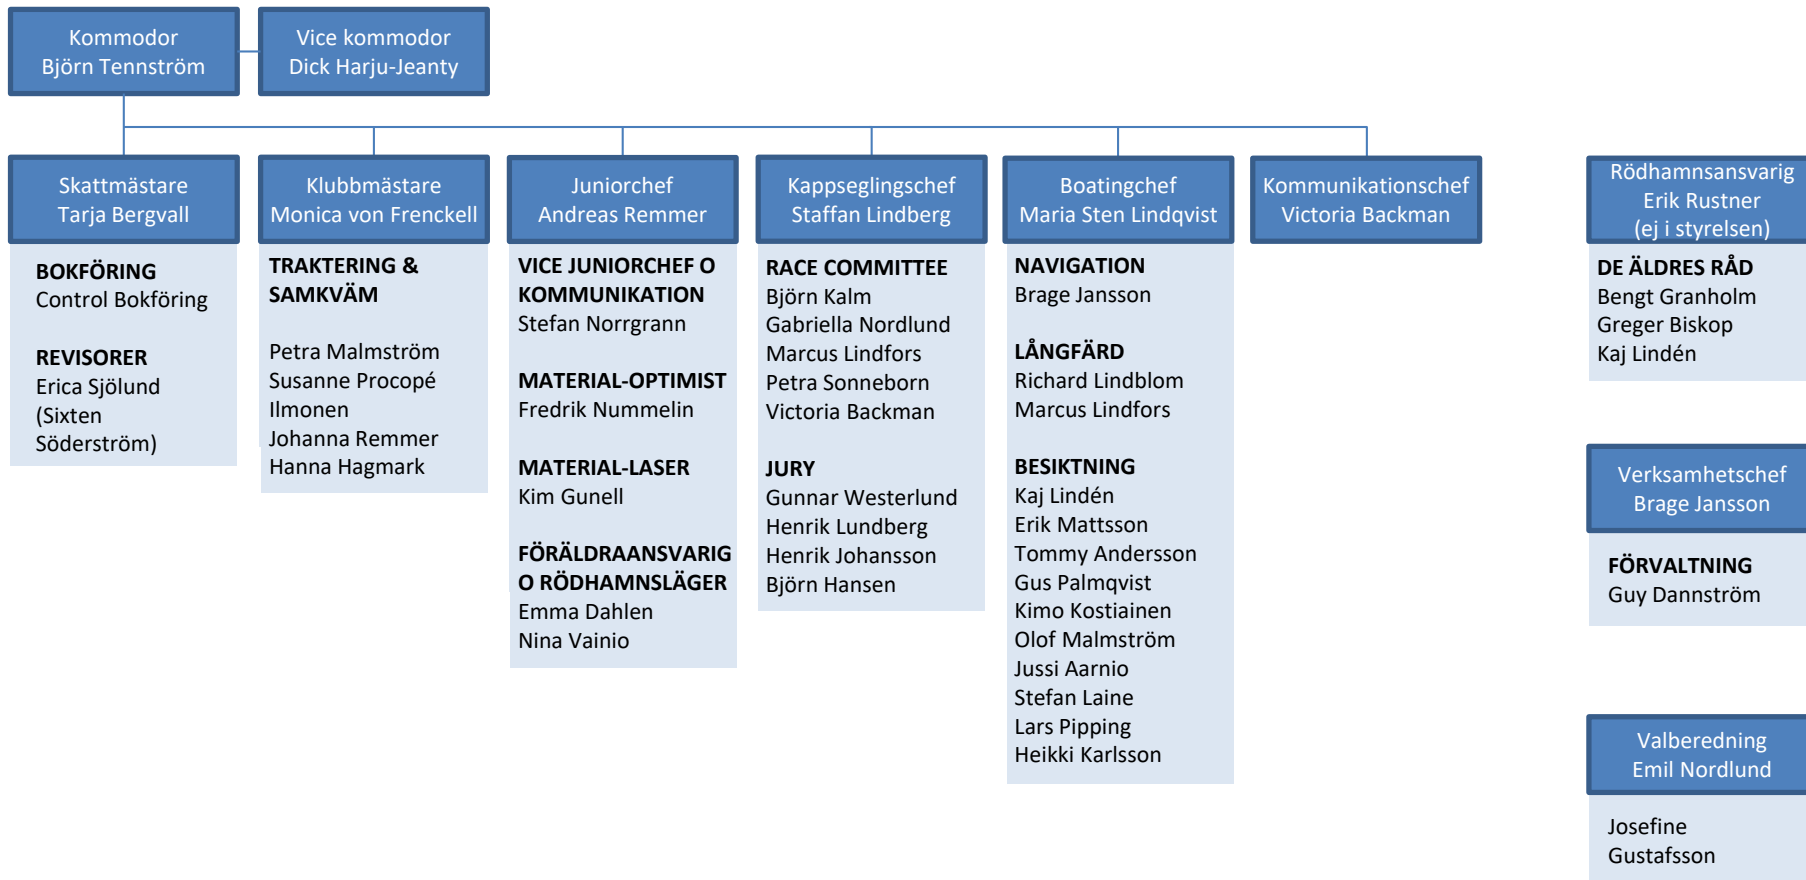 Kommodor
Björn Tennström
Vice kommodor
Dick Harju-Jeanty
Skattmästare
Tarja Bergvall
BOKFÖRING
Control Bokföring
REVISORER
Erica Sjölund
(Sixten
Söderström)
Klubbmästare
Monica von Frenckell
TRAKTERING &
SAMKVÄM
Petra Malmström
Susanne Procopé
Ilmonen
Johanna Remmer
Hanna Hagmark
Juniorchef
Andreas Remmer
VICE JUNIORCHEF O
KOMMUNIKATION
Stefan Norrgrann
MATERIAL-OPTIMIST
Fredrik Nummelin
MATERIAL-LASER
Kim Gunell
FÖRÄLDRAANSVARIG
O RÖDHAMNSLÄGER
Emma Dahlen
Nina Vainio
Kappseglingschef
Staffan Lindberg
RACE COMMITTEE
Björn Kalm
Gabriella Nordlund
Marcus Lindfors
Petra Sonneborn
Victoria Backman
JURY
Gunnar Westerlund
Henrik Lundberg
Henrik Johansson
Björn Hansen
Boatingchef
Maria Sten Lindqvist
NAVIGATION
Brage Jansson
LÅNGFÄRD
Richard Lindblom
Marcus Lindfors
BESIKTNING
Kaj Lindén
Erik Mattsson
Tommy Andersson
Gus Palmqvist
Kimo Kostiainen
Olof Malmström
Jussi Aarnio
Stefan Laine
Lars Pipping
Heikki Karlsson
Kommunikationschef
Victoria Backman
Rödhamnsansvarig
Erik Rustner
(ej i styrelsen)
DE ÄLDRES RÅD
Bengt Granholm
Greger Biskop
Kaj Lindén
Verksamhetschef
Brage Jansson
FÖRVALTNING
Guy Dannström
Valberedning
Emil Nordlund
Josefine
Gustafsson